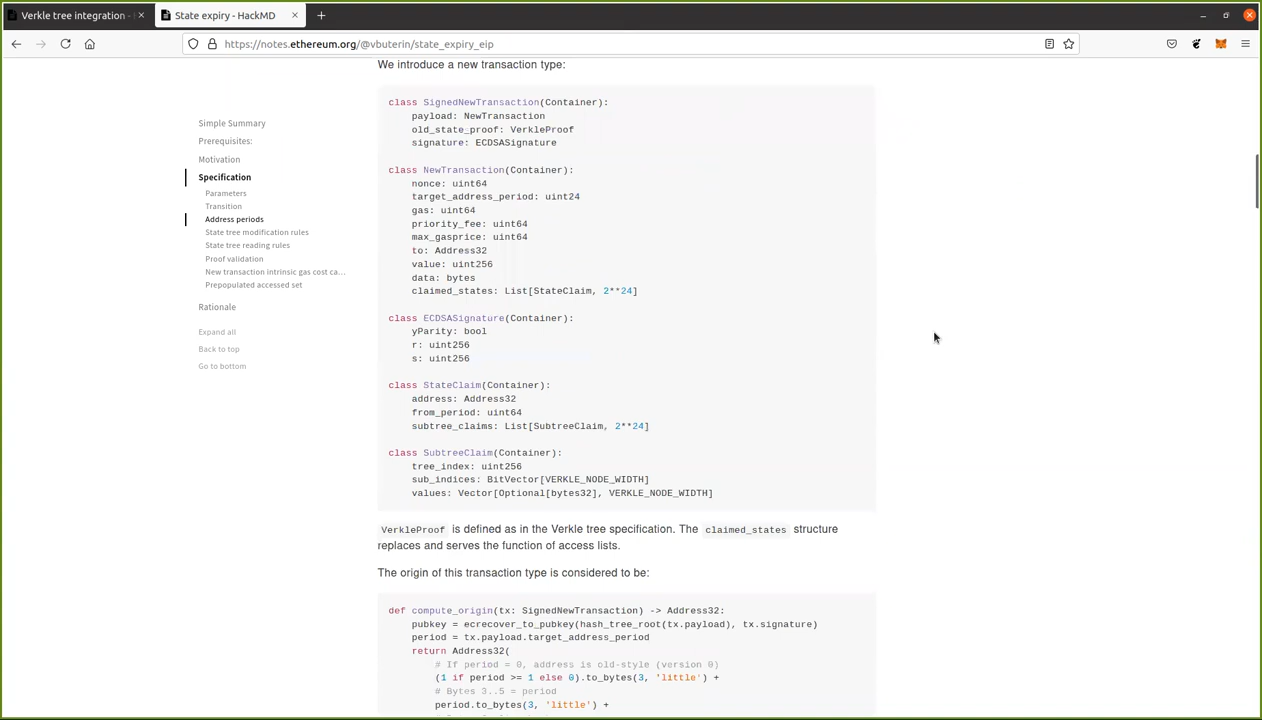 Verkle tree integration -
State expiry - HackMD
https://notes.ethereum.org/@vbuterin/state_expiry_eip
Simple Summary
Prerequisites:
Motivation
Specification
Parameters
Transition
Address periods
State tree modification rules
State tree reading rules
Proof validation
New transaction intrinsic gas cost ca...
Prepopulated accessed set
Rationale
Expand all
Back to top
Go to bottom
We introduce a new transaction type:
class SignedNewTransaction(Container):
    payload: NewTransaction
    old_state_proof: VerkleProof
    signature: ECDSASignature
class NewTransaction(Container):
    nonce: uint64
    target_address_period: uint24
    gas: uint64
    priority_fee: uint64
    max_gasprice: uint64
    to: Address32
    value: uint256
    data: bytes
    claimed_states: List[StateClaim, 2**24]
class ECDSASignature(Container):
    yParity: bool
    r: uint256
    s: uint256
class StateClaim(Container):
    address: Address32
    from_period: uint64
    subtree_claims: List[SubtreeClaim, 2**24]
class SubtreeClaim(Container):
    tree_index: uint256
    sub_indices: BitVector[VERKLE_NODE_WIDTH]
    values: Vector[Optional[bytes32], VERKLE_NODE_WIDTH]
VerkleProof is defined as in the Verkle tree specification. The claimed_states structure
replaces and serves the function of access lists.
The origin of this transaction type is considered to be:
def compute_origin(tx: SignedNewTransaction) -> Address32:
    pubkey = ecrecover_to_pubkey(hash_tree_root(tx.payload), tx.signature)
    period = tx.payload.target_address_period
    return Address32(
        # If period = 0, address is old-style (version 0)
        (1 if period >= 1 else 0).to_bytes(3, 'little') +
        # Bytes 3..5 = period
        period.to_bytes(3, 'little') +